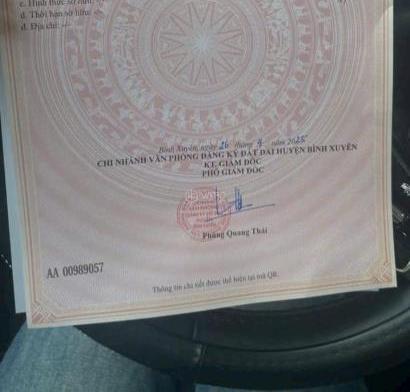 c. Hình thức sở hữu: ---
d. Thời hạn sở hữu: ---
đ. Địa chỉ: ---
Bình Xuyên, ngày 26 tháng 4 năm 2025
CHI NHÁNH VĂN PHÒNG ĐĂNG KÝ ĐẤT ĐAI HUYỆN BÌNH XUYÊN
KT. GIÁM ĐỐC
PHÓ GIÁM ĐỐC
Phùng Quang Thái
AA 00989057
Thông tin chi tiết được thể hiện tại mã QR.